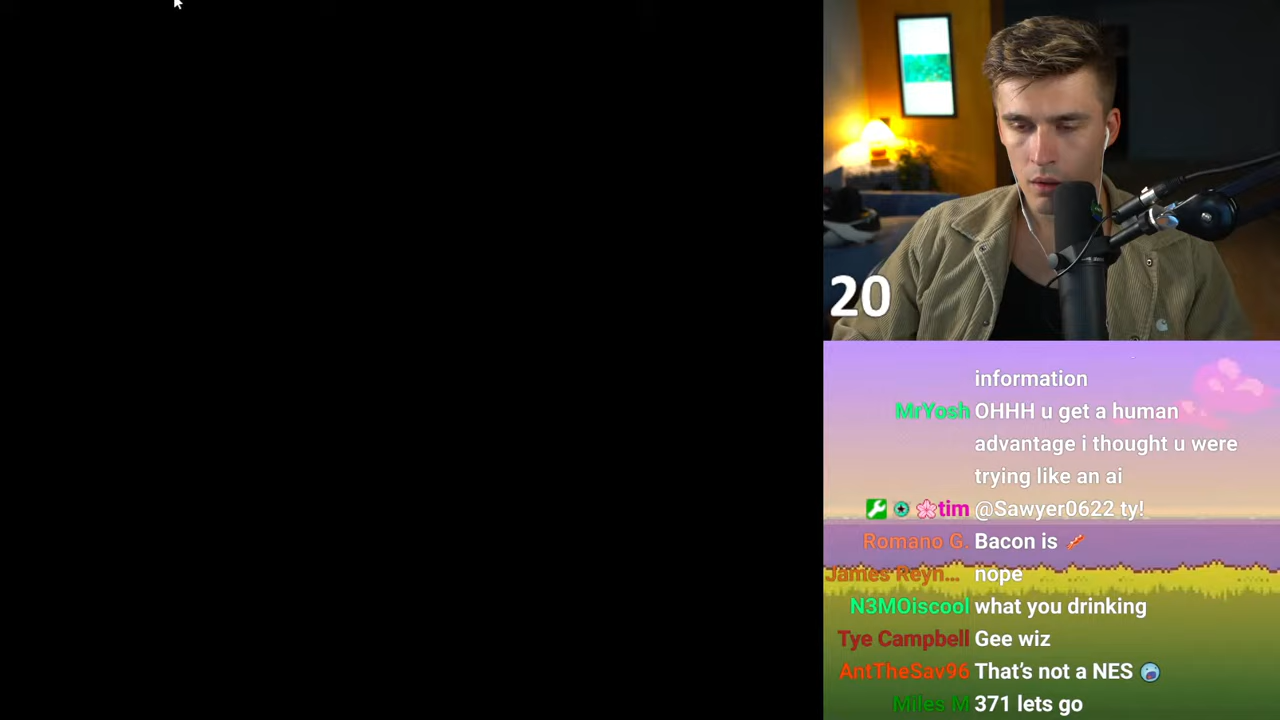 20
information
MrYosh OHHH u get a human
advantage i thought u were
trying like an ai
tim @Sawyer0622 ty!
Romano G. Bacon is
James Reyn... nope
N3MOiscool what you drinking
Tye Campbell Gee wiz
AntTheSav96 That's not a NES
Miles M 371 lets go